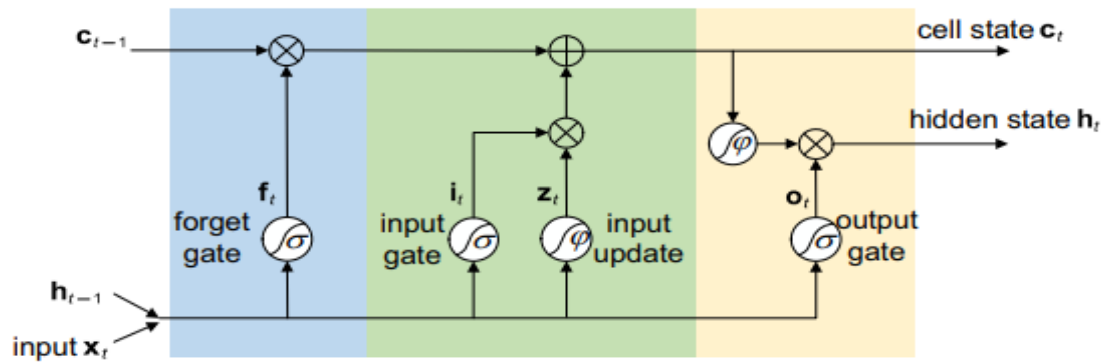 c_{t−1}
cell state c_t
hidden state h_t
φ
f_t
i_t
z_t
o_t
forget
gate
σ
input
gate
σ
φ
input
update
σ
output
gate
h_{t−1}
input x_t